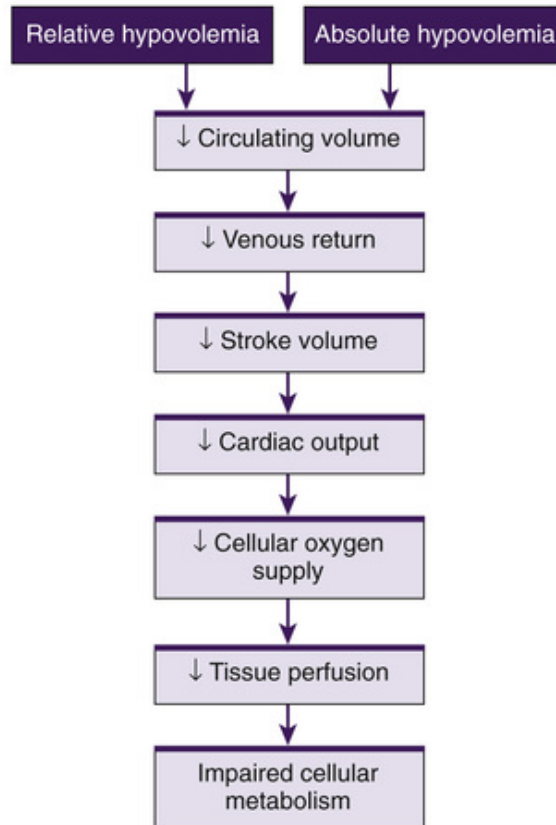 Relative hypovolemia
Absolute hypovolemia
↓ Circulating volume
↓ Venous return
↓ Stroke volume
↓ Cardiac output
↓ Cellular oxygen
supply
↓ Tissue perfusion
Impaired cellular
metabolism